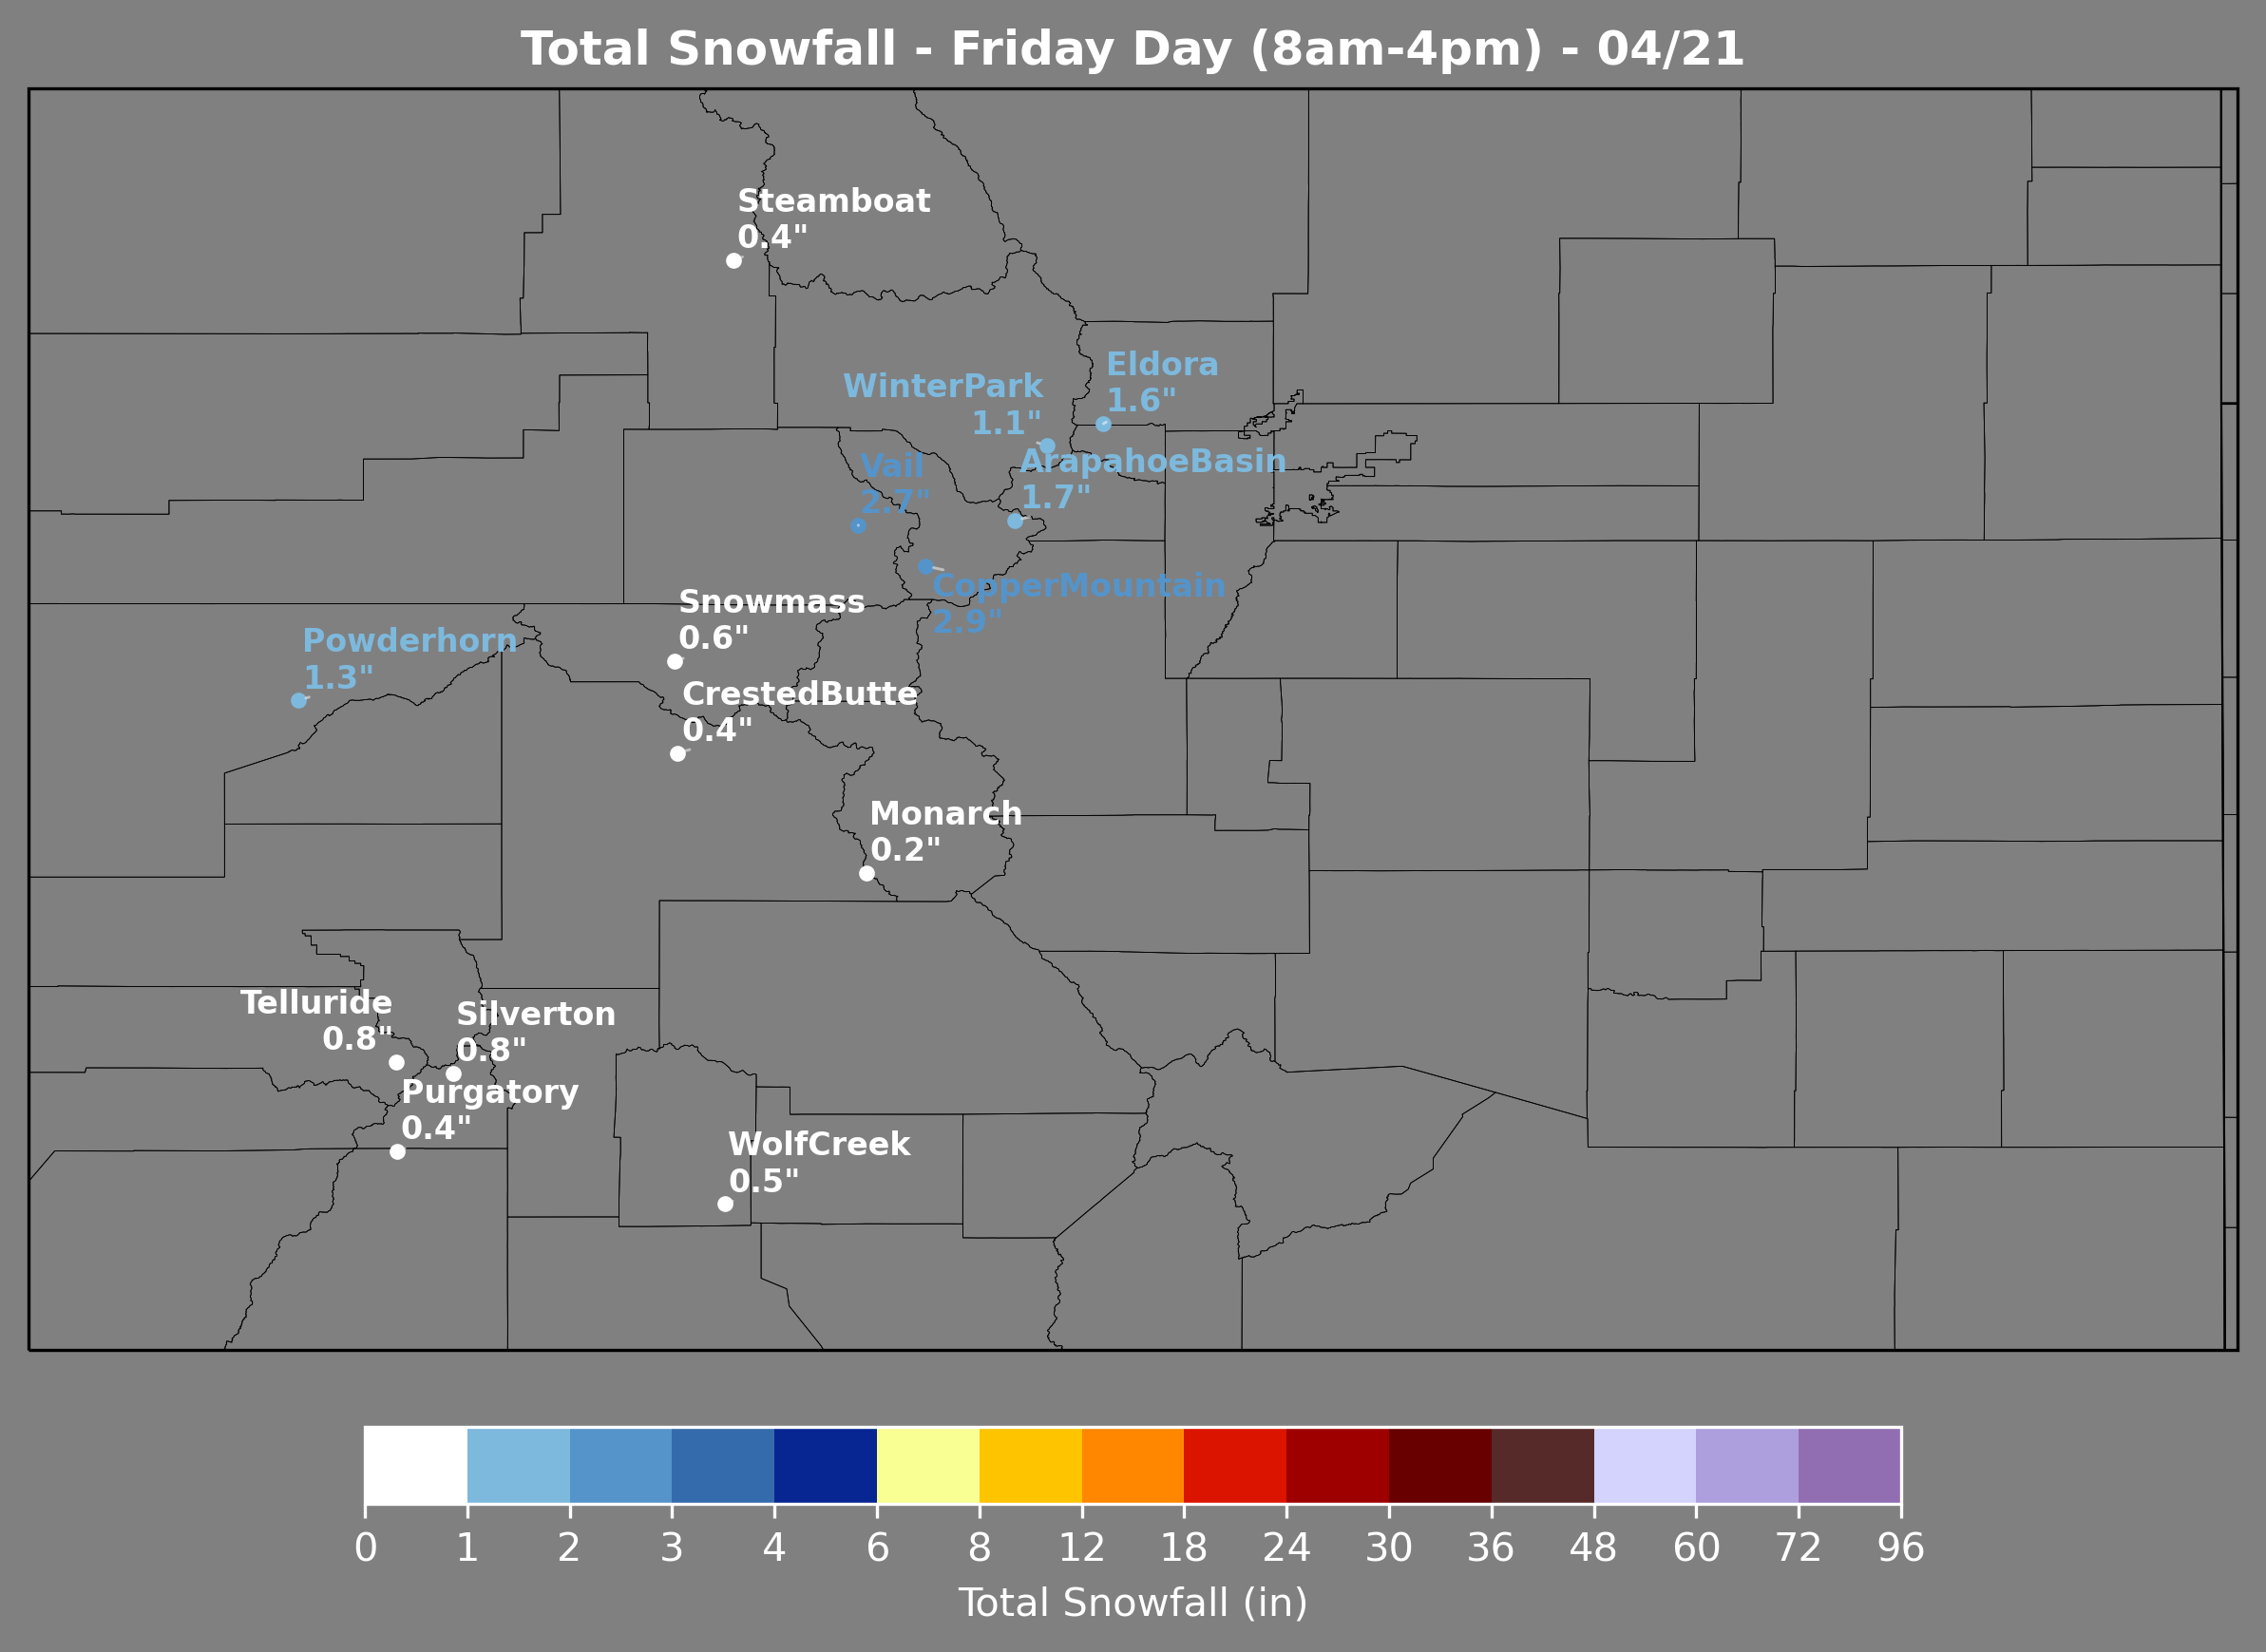 Total Snowfall - Friday Day (8am-4pm) - 04/21
Steamboat
0.4"
Eldora
1.6"
WinterPark
1.1"
Vail
2.7"
ArapahoeBasin
1.7"
CopperMountain
2.9"
Snowmass
0.6"
Powderhorn
1.3"
CrestedButte
0.4"
Monarch
0.2"
Telluride
0.8"
Silverton
0.8"
Purgatory
0.4"
WolfCreek
0.5"
0 1 2 3 4 6 8 12 18 24 30 36 48 60 72 96
Total Snowfall (in)